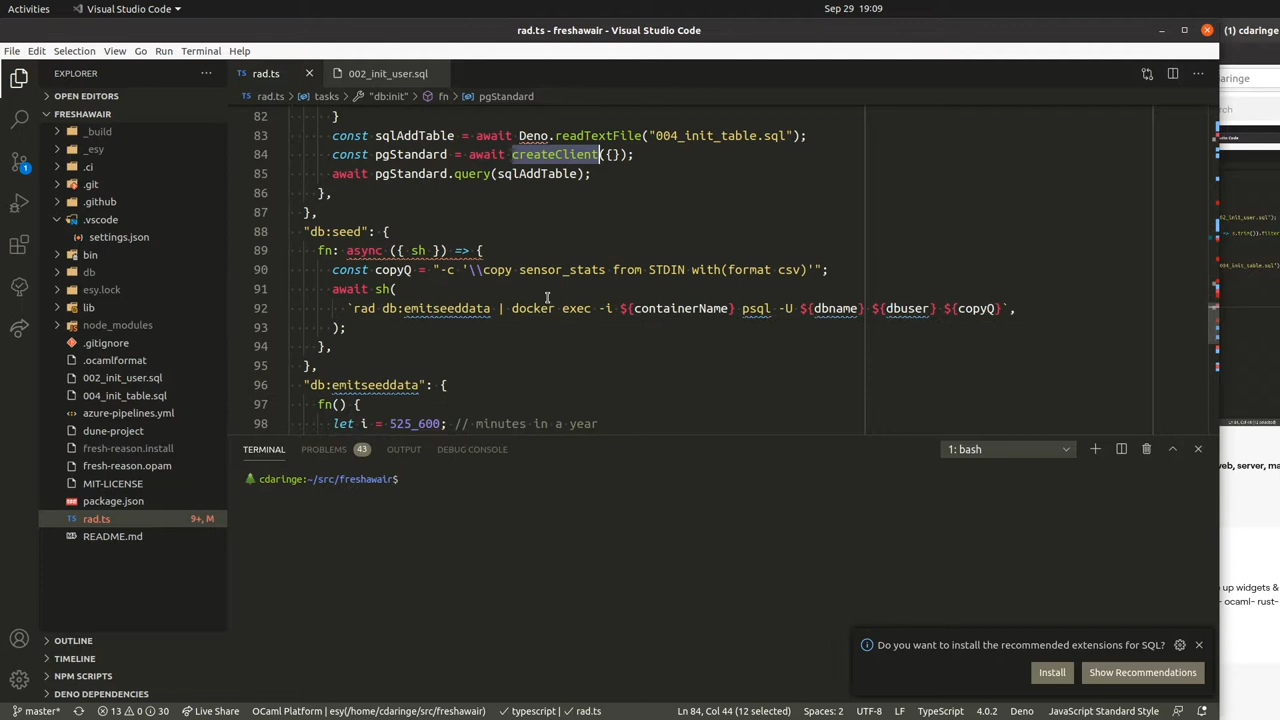 Activities
Visual Studio Code
Sep 29 19:09
rad.ts - freshawair - Visual Studio Code
(1) cdaringe
File Edit Selection View Go Run Terminal Help
EXPLORER
rad.ts
002_init_user.sql
rad.ts > tasks > "db:init" > fn > pgStandard
OPEN EDITORS
FRESHAWAIR
_build
_esy
.ci
.git
.github
.vscode
settings.json
bin
db
esy.lock
lib
node_modules
.gitignore
.ocamlformat
002_init_user.sql
004_init_table.sql
azure-pipelines.yml
dune-project
fresh-reason.install
fresh-reason.opam
MIT-LICENSE
package.json
rad.ts 9+, M
README.md
OUTLINE
TIMELINE
NPM SCRIPTS
DENO DEPENDENCIES
82 }
83 const sqlAddTable = await Deno.readTextFile("004_init_table.sql");
84 const pgStandard = await createClient({});
85 await pgStandard.query(sqlAddTable);
86 },
87 },
88 "db:seed": {
89 fn: async ({ sh }) => {
90 const copyQ = "-c '\\copy sensor_stats from STDIN with(format csv)'";
91 await sh(
92 `rad db:emitseeddata | docker exec -i ${containerName} psql -U ${dbname} ${dbuser} ${copyQ}`,
93 );
94 },
95 },
96 "db:emitseeddata": {
97 fn() {
98 let i = 525_600; // minutes in a year
TERMINAL PROBLEMS 43 OUTPUT DEBUG CONSOLE
1: bash
cdaringe:~/src/freshawair$
Do you want to install the recommended extensions for SQL?
Install
Show Recommendations
master*
13 0 30
Live Share
OCaml Platform | esy(/home/cdaringe/src/freshawair)
typescript | rad.ts
Ln 84, Col 44 (12 selected)
Spaces: 2
UTF-8
LF
TypeScript
4.0.2
Deno
JavaScript Standard Style
daringe
web, server, ma
e up widgets &
- ocaml- rust-